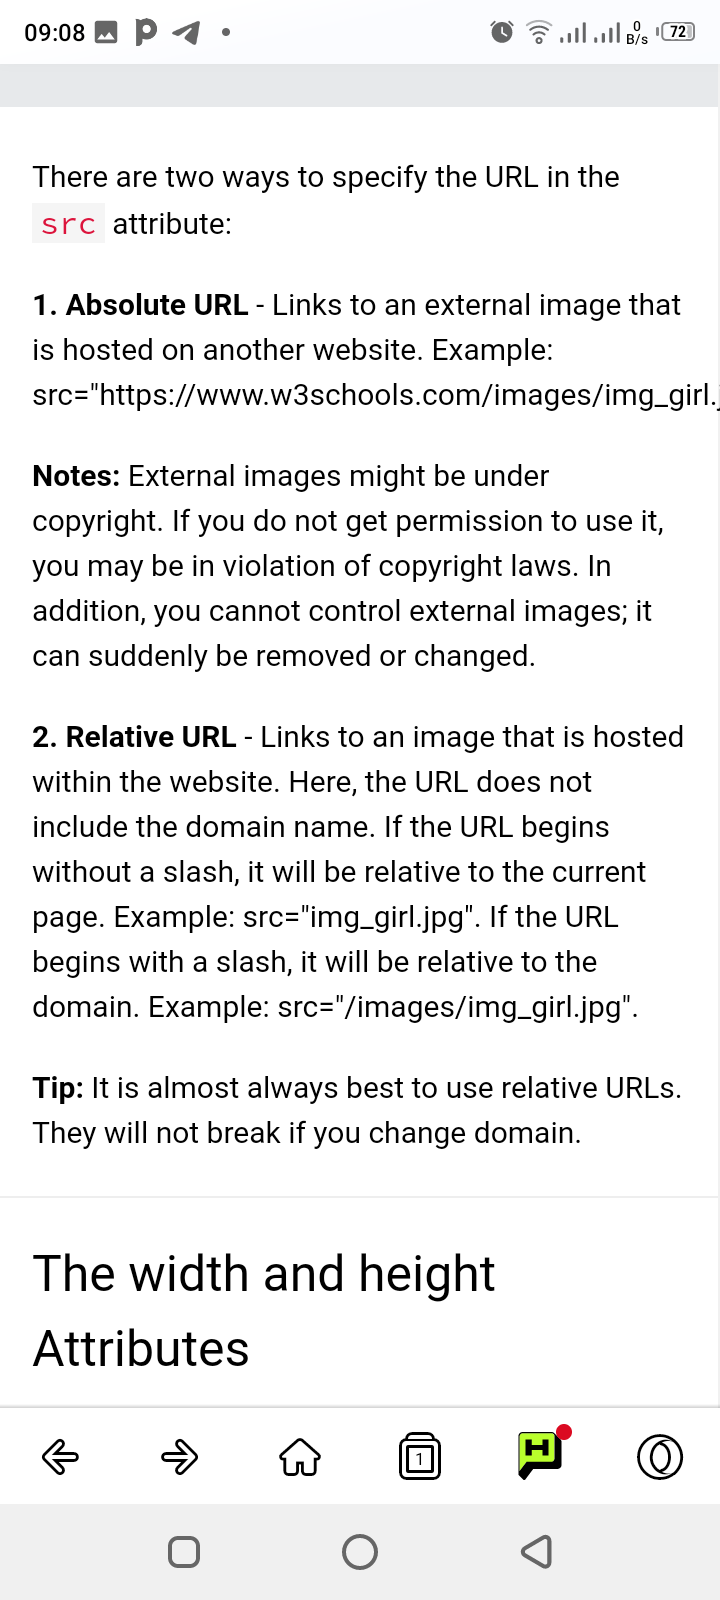 09:08
0
B/s
72
There are two ways to specify the URL in the
src attribute:
1. Absolute URL - Links to an external image that
is hosted on another website. Example:
src="https://www.w3schools.com/images/img_girl.j
Notes: External images might be under
copyright. If you do not get permission to use it,
you may be in violation of copyright laws. In
addition, you cannot control external images; it
can suddenly be removed or changed.
2. Relative URL - Links to an image that is hosted
within the website. Here, the URL does not
include the domain name. If the URL begins
without a slash, it will be relative to the current
page. Example: src="img_girl.jpg". If the URL
begins with a slash, it will be relative to the
domain. Example: src="/images/img_girl.jpg".
Tip: It is almost always best to use relative URLs.
They will not break if you change domain.
The width and height
Attributes
1
H